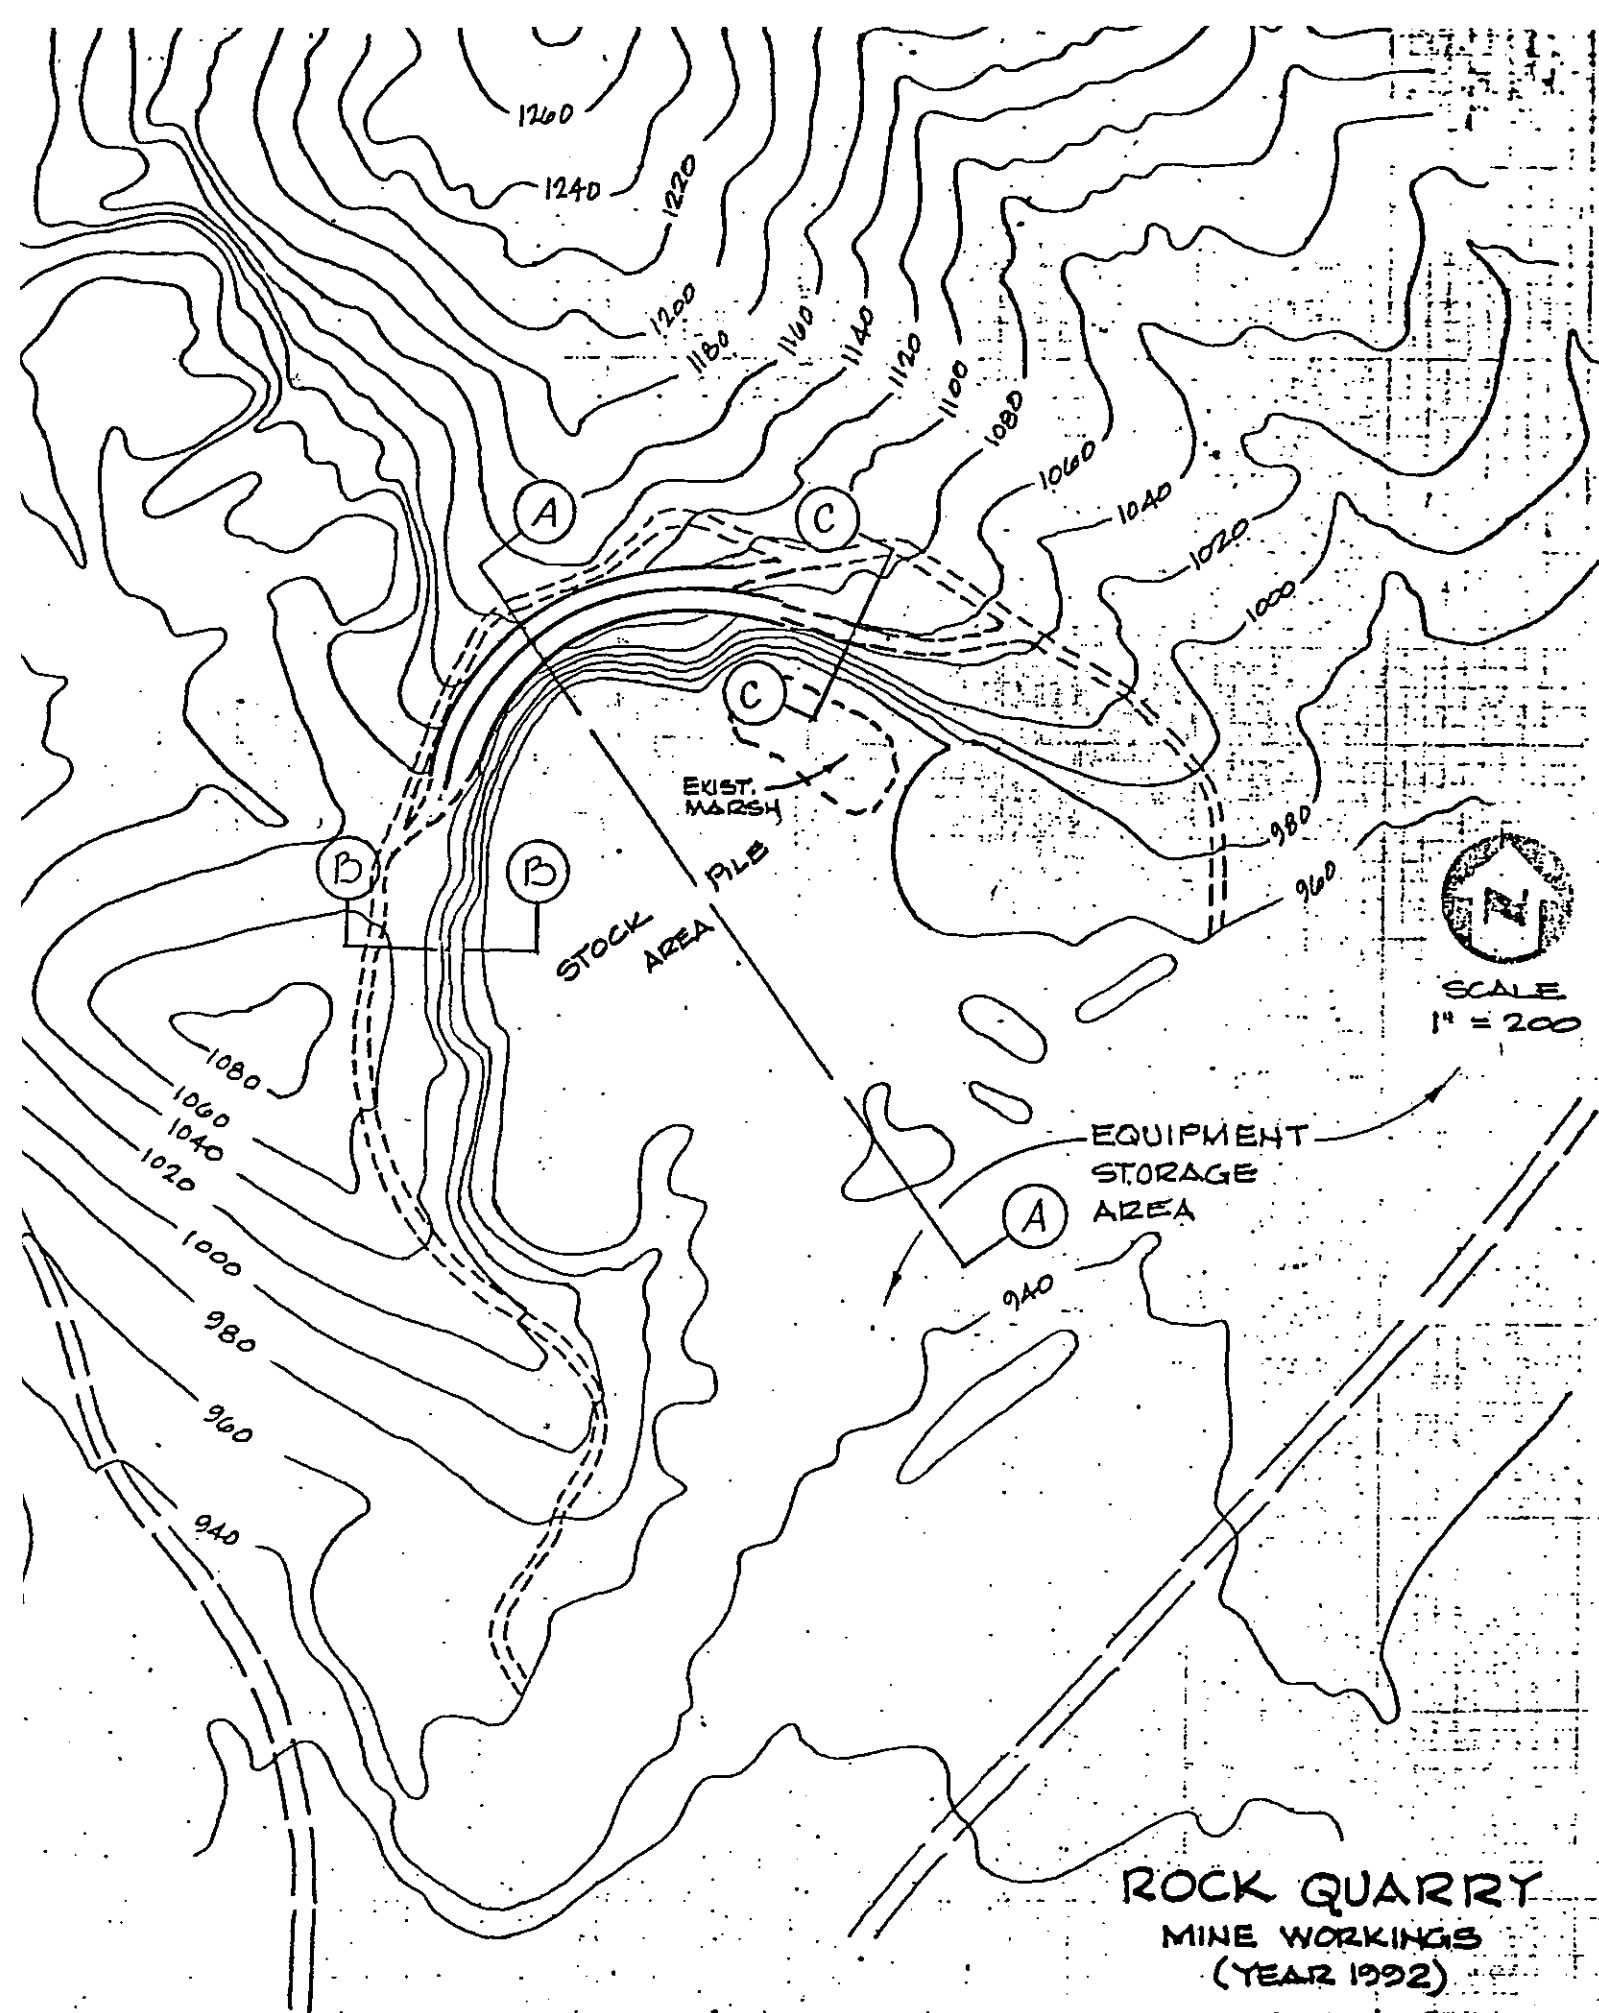 1260
1240
1220
1200
1180
1160
1140
1120
1100
1080
1060
1040
1020
1000
980
960
A
C
C
EXIST.
MARSH
B
B
STOCK PILE
AREA
N
SCALE
1" = 200
1080
1060
1040
1020
1000
980
960
940
EQUIPMENT
STORAGE
AREA
A
940
ROCK QUARRY
MINE WORKINGS
(YEAR 1992)